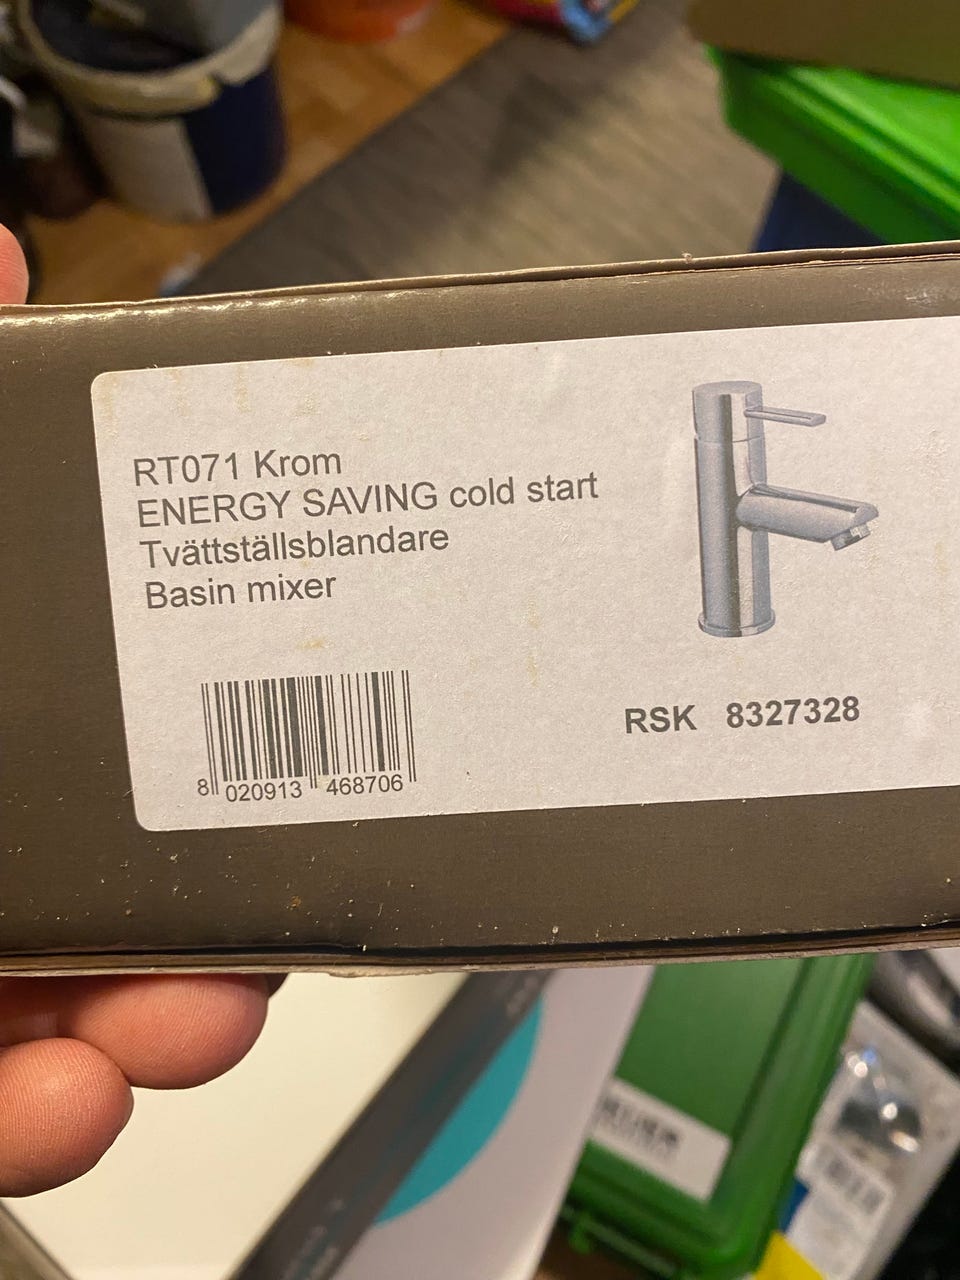 RT071 Krom
ENERGY SAVING cold start
Tvättställsblandare
Basin mixer
RSK 8327328
8 020913 468706